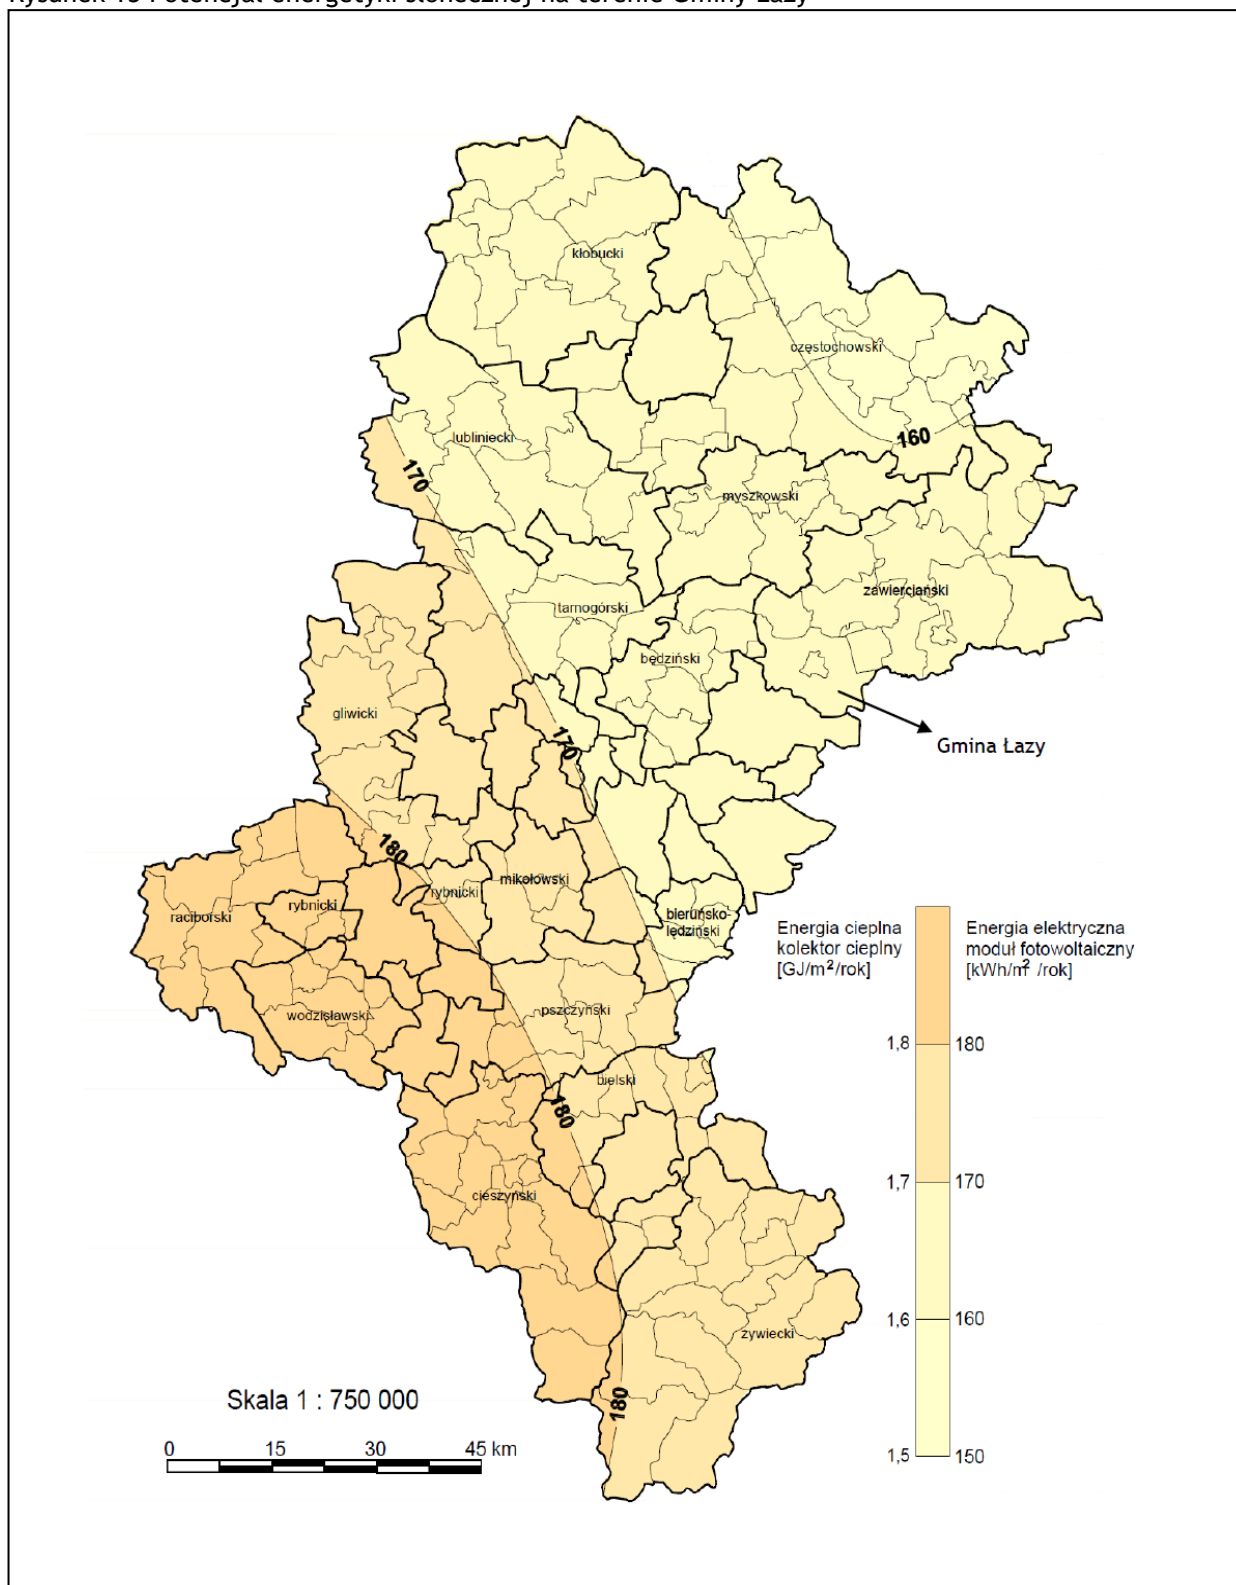 Rysunek 13 Potencjał energetyki słonecznej na terenie Gminy Łazy
kłobucki
częstochowski
160
lubliniecki
170
myszkowski
zawierciański
tarnogórski
będziński
gliwicki
170
Gmina Łazy
180
mikołowski
rybnicki
rybnicki
raciborski
bieruńsko-
lędziński
wodzisławski
pszczyński
bielski
180
cieszyński
żywiecki
180
Energia cieplna
kolektor cieplny
[GJ/m²/rok]
Energia elektryczna
moduł fotowoltaiczny
[kWh/m² /rok]
1,8 180
1,7 170
1,6 160
1,5 150
Skala 1 : 750 000
0 15 30 45 km